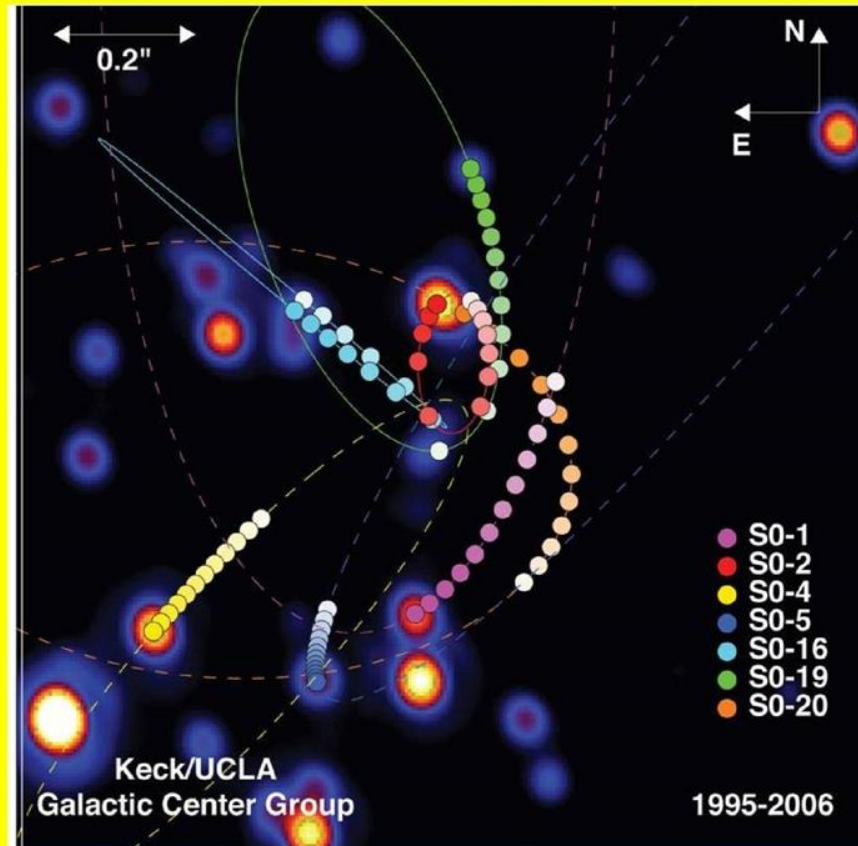 0.2"
N
E
S0-1
S0-2
S0-4
S0-5
S0-16
S0-19
S0-20
Keck/UCLA
Galactic Center Group
1995-2006